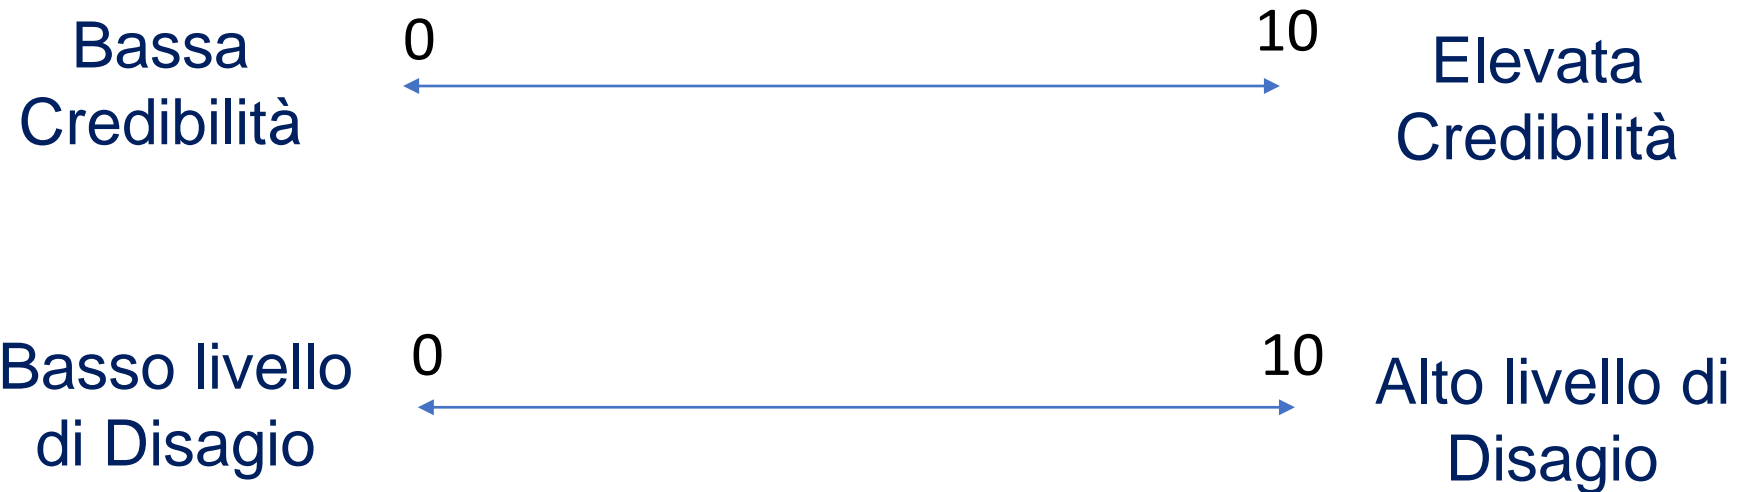 Bassa
Credibilità
0
10
Elevata
Credibilità
Basso livello
di Disagio
0
10
Alto livello di
Disagio